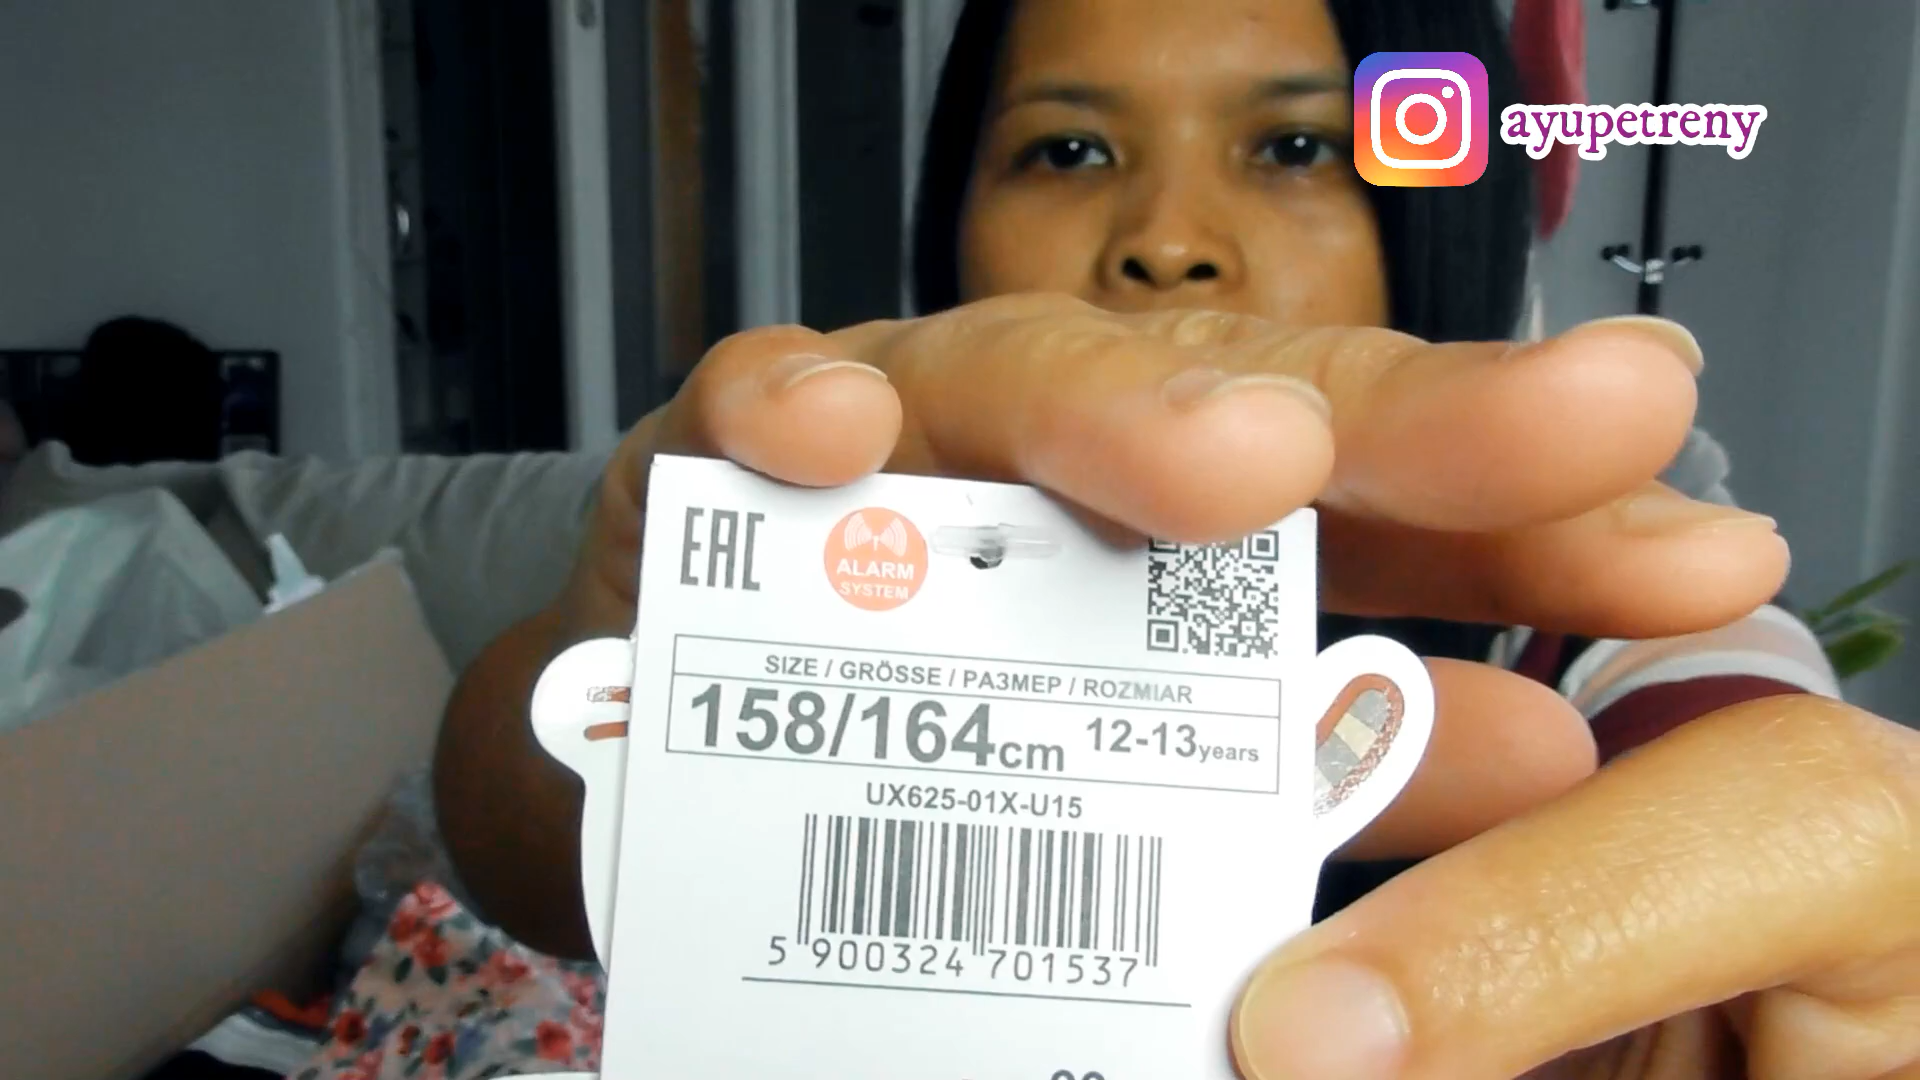 ayupetreny
EAC
ALARM
SYSTEM
SIZE / GRÖSSE / РАЗМЕР / ROZMIAR
158/164cm 12-13years
UX625-01X-U15
5 900324 701537